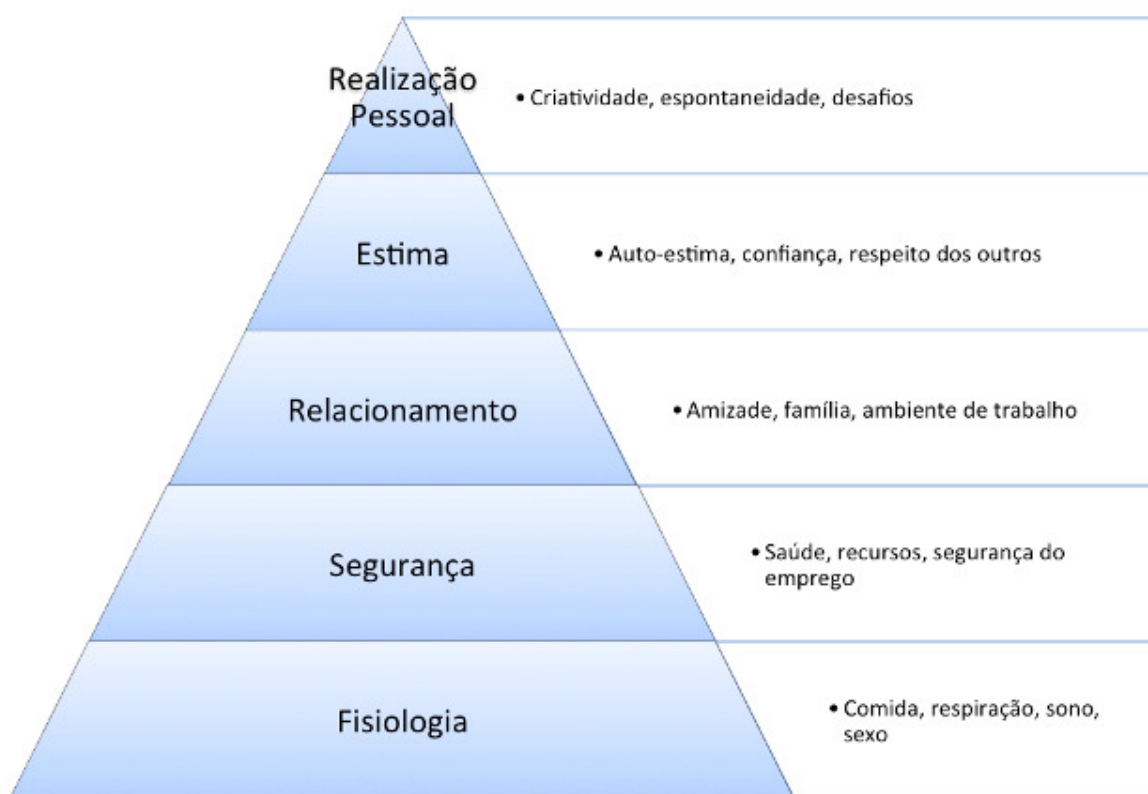 Realização
Pessoal
• Criatividade, espontaneidade, desafios
Estima
• Auto-estima, confiança, respeito dos outros
Relacionamento
• Amizade, família, ambiente de trabalho
Segurança
• Saúde, recursos, segurança do
emprego
Fisiologia
• Comida, respiração, sono,
sexo